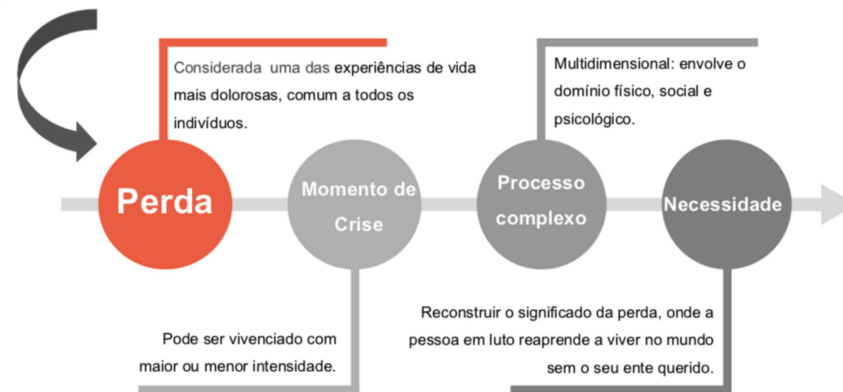 Considerada uma das experiências de vida
mais dolorosas, comum a todos os
indivíduos.
Multidimensional: envolve o
domínio físico, social e
psicológico.
Perda
Momento de
Crise
Processo
complexo
Necessidade
Pode ser vivenciado com
maior ou menor intensidade.
Reconstruir o significado da perda, onde a
pessoa em luto reaprende a viver no mundo
sem o seu ente querido.